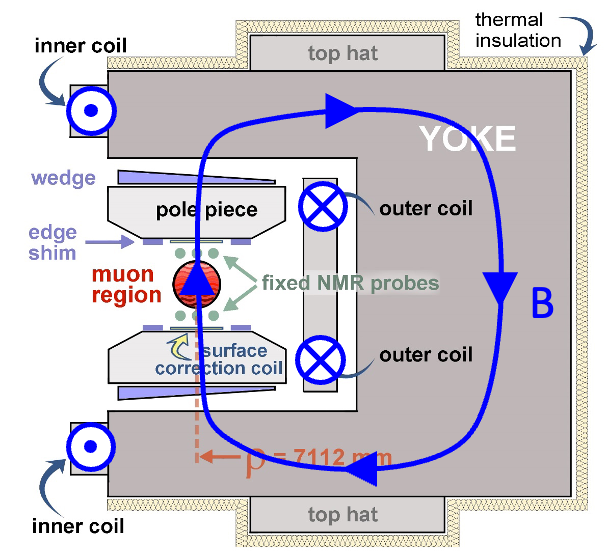 thermal
insulation
inner coil
top hat
YOKE
wedge
pole piece
outer coil
edge
shim
muon
region
fixed NMR probes
B
surface
correction coil
outer coil
ρ = 7112 mm
inner coil
top hat